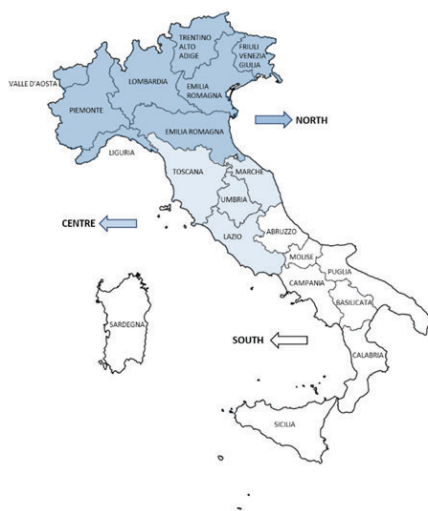 TRENTINO
ALTO
ADIGE
FRIULI
VENEZIA
GIULIA
VALLE D'AOSTA
LOMBARDIA
EMILIA
ROMAGNA
PIEMONTE
EMILIA ROMAGNA
NORTH
LIGURIA
TOSCANA
MARCHE
UMBRIA
CENTRE
LAZIO
ABRUZZO
MOLISE
PUGLIA
CAMPANIA
BASILICATA
SARDEGNA
SOUTH
CALABRIA
SICILIA